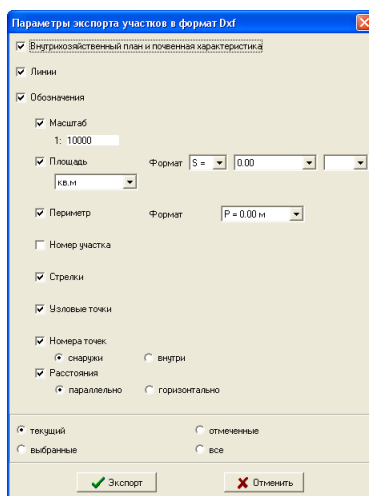 Параметры экспорта участков в формат Dxf
Внутрихозяйственный план и почвенная характеристика
Линии
Обозначения
Масштаб
1: 10000
Площадь Формат S = 0.00
кв.м
Периметр Формат P = 0.00 м
Номер участка
Стрелки
Узловые точки
Номера точек
снаружи внутри
Расстояния
параллельно горизонтально
текущий отмеченные
выбранные все
Экспорт Отменить